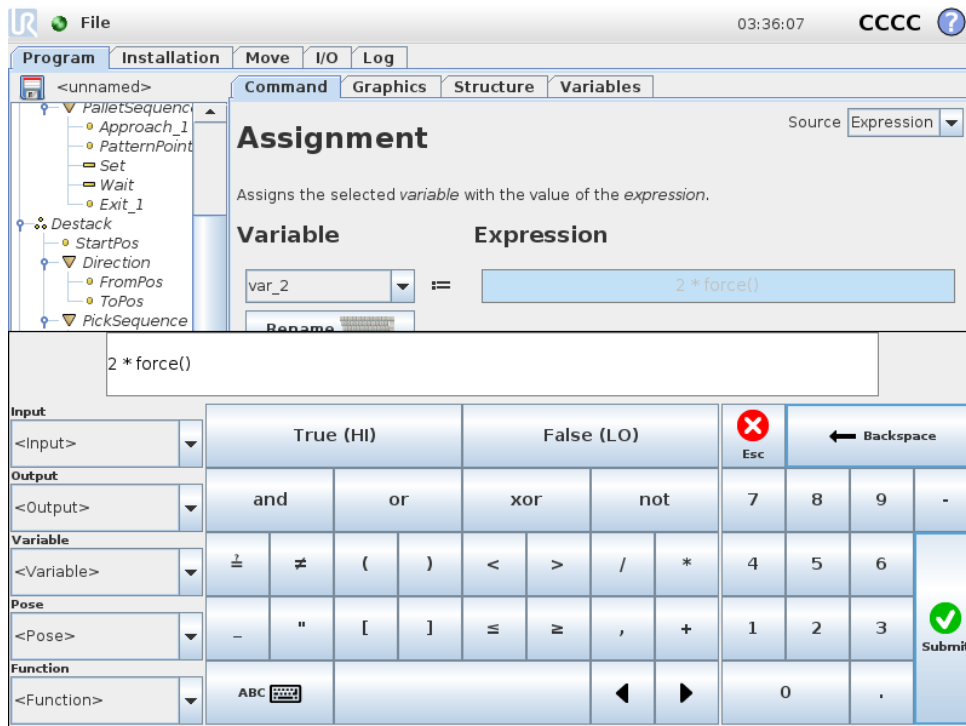 UR File 03:36:07 CCCC ?
Program Installation Move I/O Log
<unnamed> Command Graphics Structure Variables
PalletSequence
Approach_1
PatternPoint
Set
Wait
Exit_1
Destack
StartPos
Direction
FromPos
ToPos
PickSequence
Source Expression
Assignment
Assigns the selected variable with the value of the expression.
Variable Expression
var_2 := 2 * force()
Rename
2 * force()
Input
<Input>
Output
<Output>
Variable
<Variable>
Pose
<Pose>
Function
<Function>
True (HI) False (LO) Esc Backspace
and or xor not 7 8 9 -
≟ ≠ ( ) < > / * 4 5 6
_ " [ ] ≤ ≥ , + 1 2 3 Submit
ABC 0 .